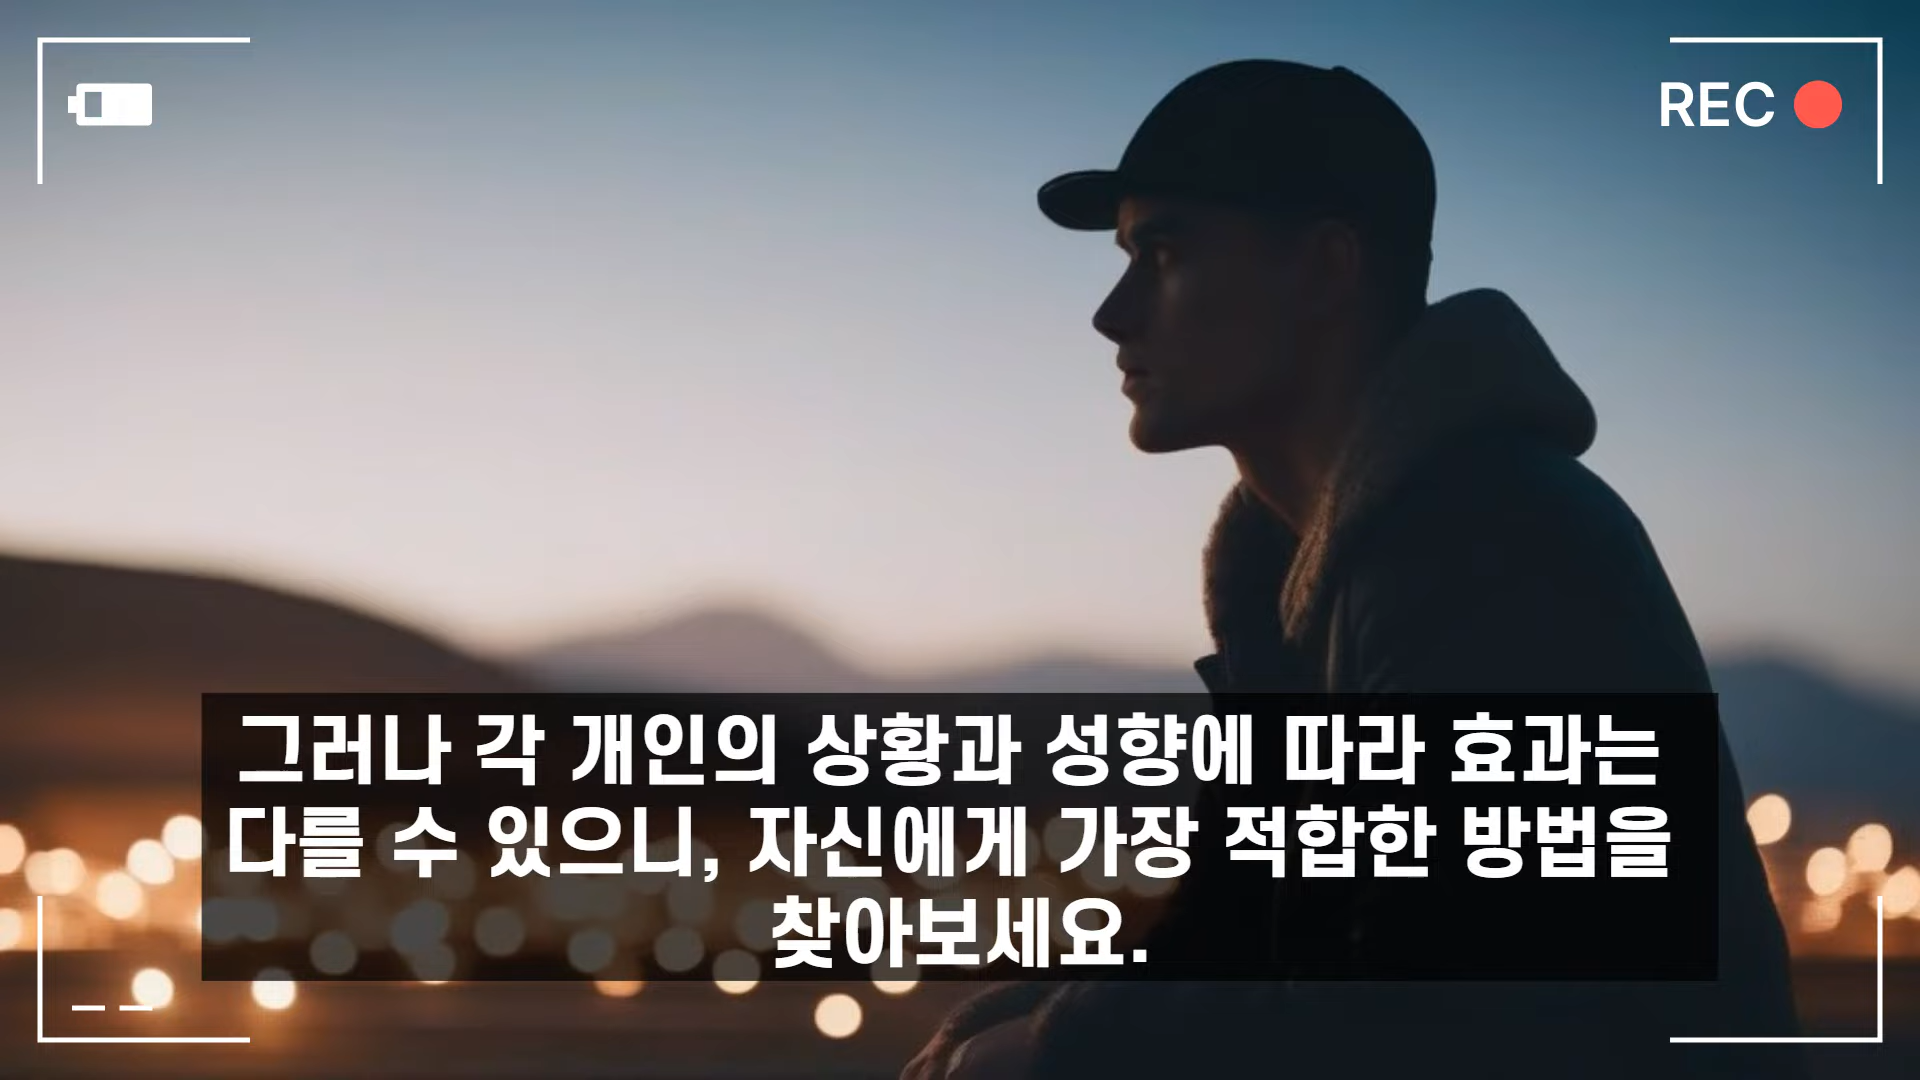 REC
그러나 각 개인의 상황과 성향에 따라 효과는
다를 수 있으니, 자신에게 가장 적합한 방법을
찾아보세요.